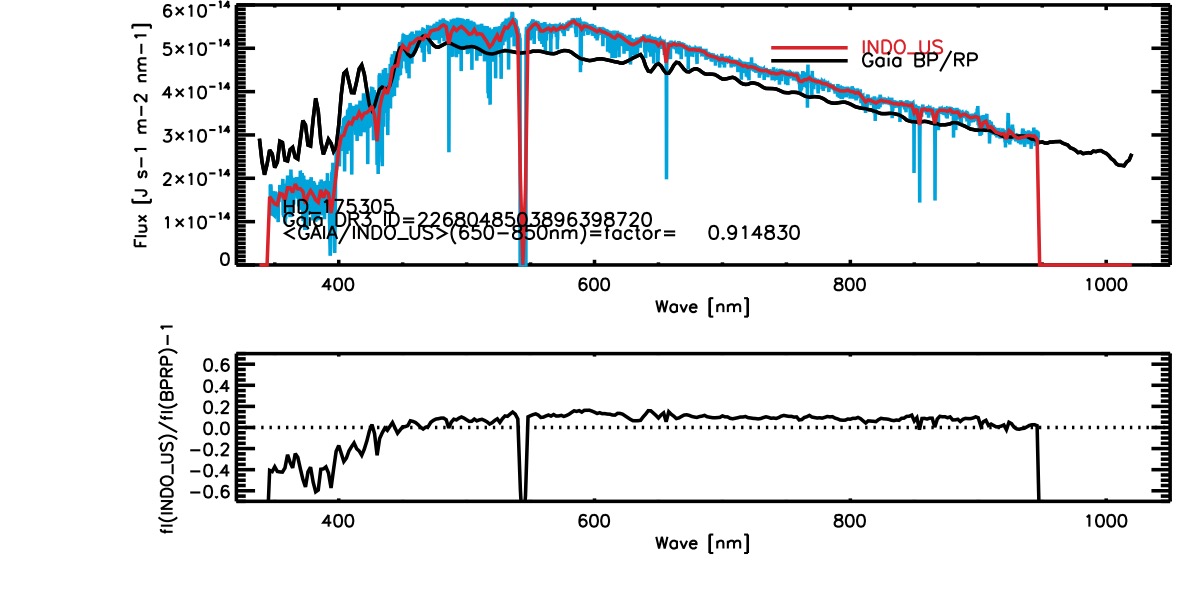 6×10⁻¹⁴
5×10⁻¹⁴
4×10⁻¹⁴
3×10⁻¹⁴
2×10⁻¹⁴
1×10⁻¹⁴
0
Flux [J s−1 m−2 nm−1]
INDO_US
Gaia BP/RP
HD_175305
Gaia DR3 ID=2268048503896398720
<GAIA/INDO_US>(650−850nm)=factor= 0.914830
400 600 800 1000
Wave [nm]
0.6
0.4
0.2
0.0
−0.2
−0.4
−0.6
fl(INDO_US)/fl(BPRP)−1
400 600 800 1000
Wave [nm]